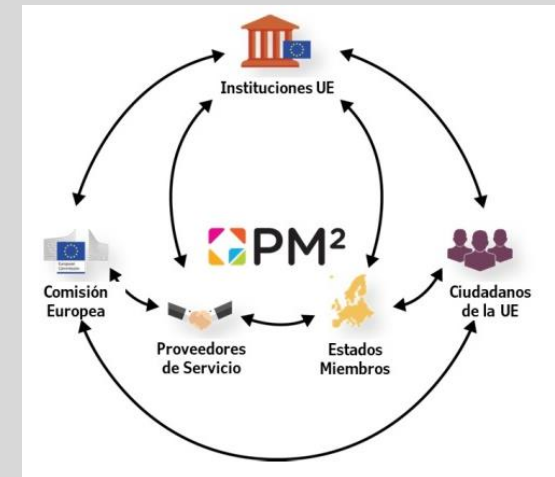 Instituciones UE
PM²
Comisión
Europea
Ciudadanos
de la UE
Proveedores
de Servicio
Estados
Miembros